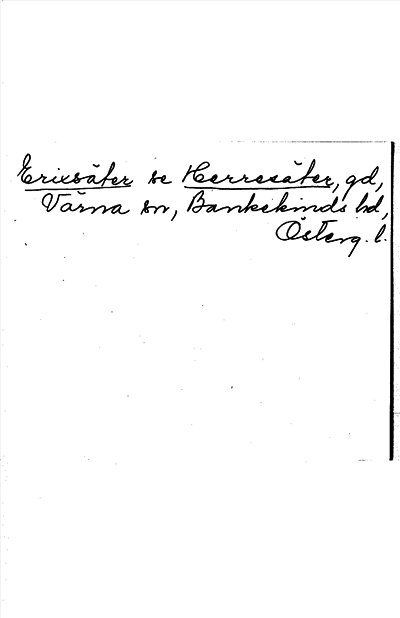 Erixsäter se Herresäter, gd,
Värna sn, Bankekinds hd,
Österg. l.